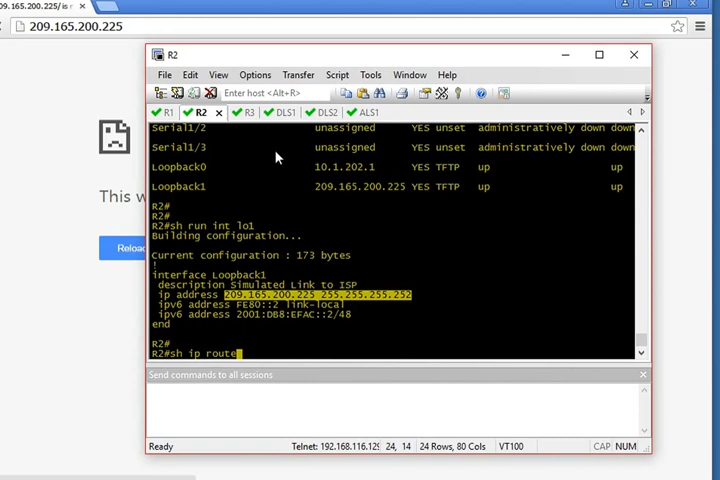 209.165.200.225/ is r
209.165.200.225
This w
Reload
R2
File Edit View Options Transfer Script Tools Window Help
Enter host <Alt+R>
R1 R2 R3 DLS1 DLS2 ALS1
Serial1/2 unassigned YES unset administratively down down
Serial1/3 unassigned YES unset administratively down down
Loopback0 10.1.202.1 YES TFTP up up
Loopback1 209.165.200.225 YES TFTP up up
R2#
R2#
R2#sh run int lo1
Building configuration...
Current configuration : 173 bytes
!
interface Loopback1
description Simulated Link to ISP
ip address 209.165.200.225 255.255.255.252
ipv6 address FE80::2 link-local
ipv6 address 2001:DB8:EFAC::2/48
end
R2#
R2#sh ip route
Send commands to all sessions
Ready Telnet: 192.168.116.129 24, 14 24 Rows, 80 Cols VT100 CAP NUM